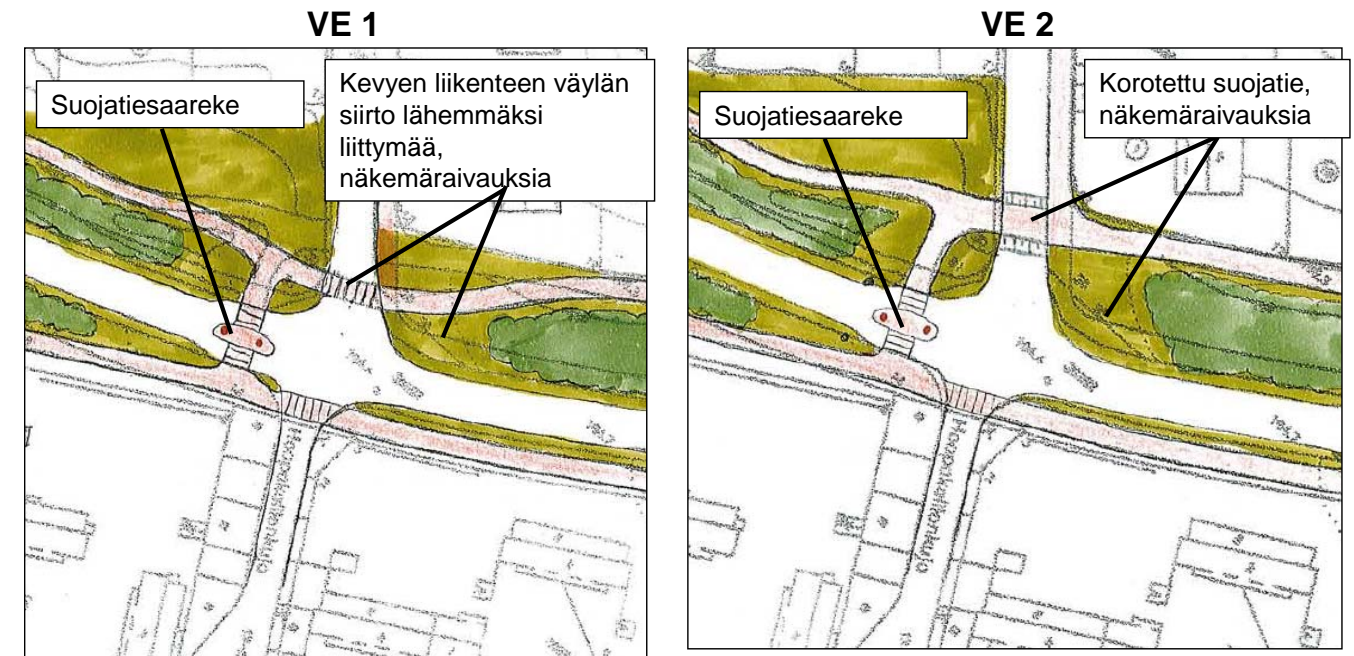 VE 1
Suojatiesaareke
Kevyen liikenteen väylän
siirto lähemmäksi
liittymää,
näkemäraivauksia
VE 2
Suojatiesaareke
Korotettu suojatie,
näkemäraivauksia